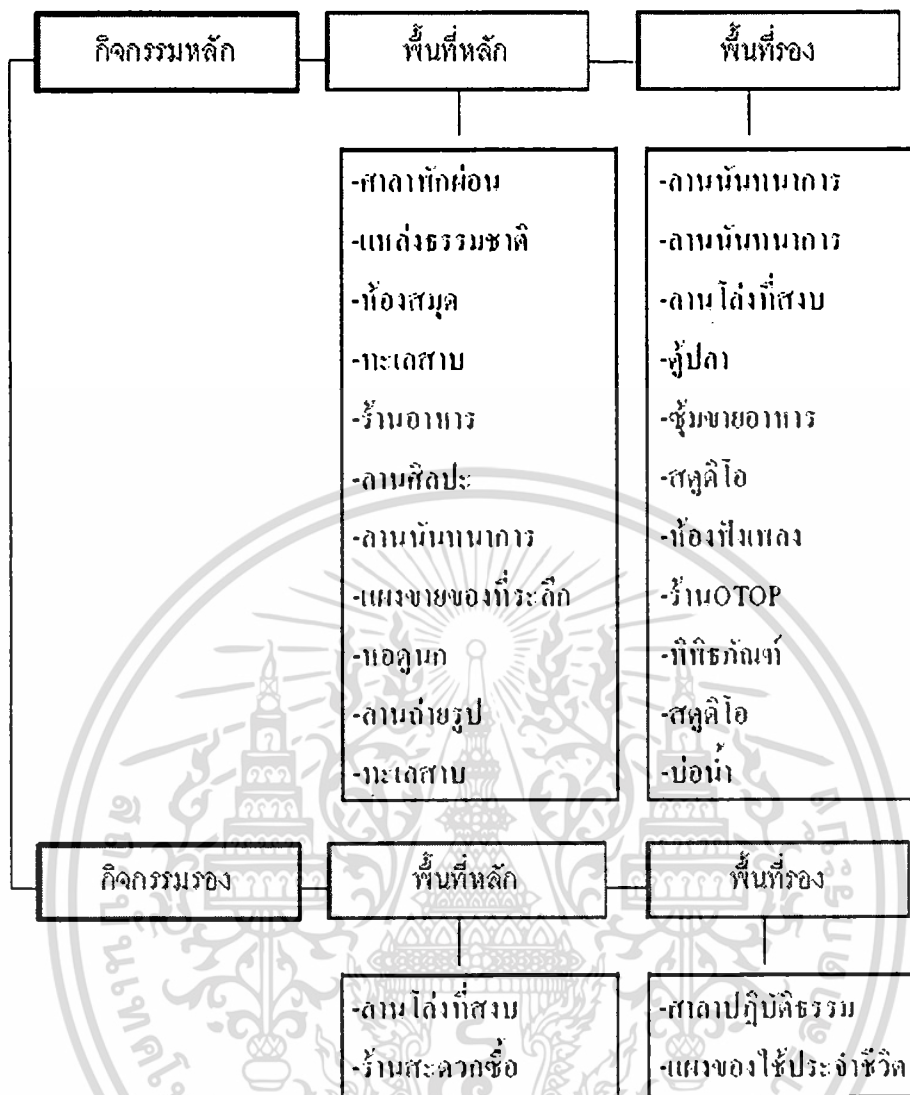 กิจกรรมหลัก
พื้นที่หลัก
พื้นที่รอง
-ศาลาพักผ่อน
-แหล่งธรรมชาติ
-ห้องสมุด
-ทะเลสาบ
-ร้านอาหาร
-ลานศิลปะ
-ลานนันทนาการ
-แผงขายของที่ระลึก
-หอดูนก
-ลานถ่ายรูป
-ทะเลสาบ
-ลานนันทนาการ
-ลานนันทนาการ
-ลานโล่งที่สงบ
-ตู้ปลา
-ซุ้มขายอาหาร
-สตูดิโอ
-ห้องฟังเพลง
-ร้านOTOP
-พิพิธภัณฑ์
-สตูดิโอ
-บ่อน้ำ
กิจกรรมรอง
พื้นที่หลัก
พื้นที่รอง
-ลานโล่งที่สงบ
-ร้านสะดวกซื้อ
-ศาลาปฎิบัติธรรม
-แผงของใช้ประจำชีวิต